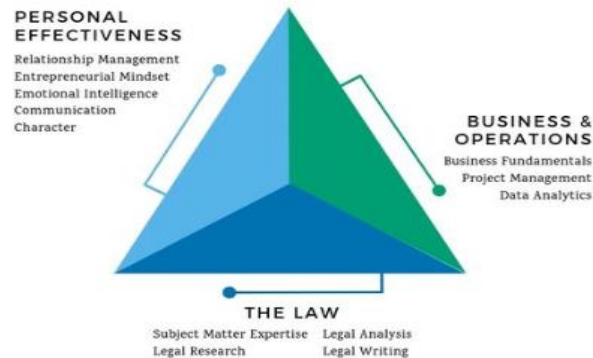 PERSONAL
EFFECTIVENESS
Relationship Management
Entrepreneurial Mindset
Emotional Intelligence
Communication
Character
BUSINESS &
OPERATIONS
Business Fundamentals
Project Management
Data Analytics
THE LAW
Subject Matter Expertise Legal Analysis
Legal Research Legal Writing